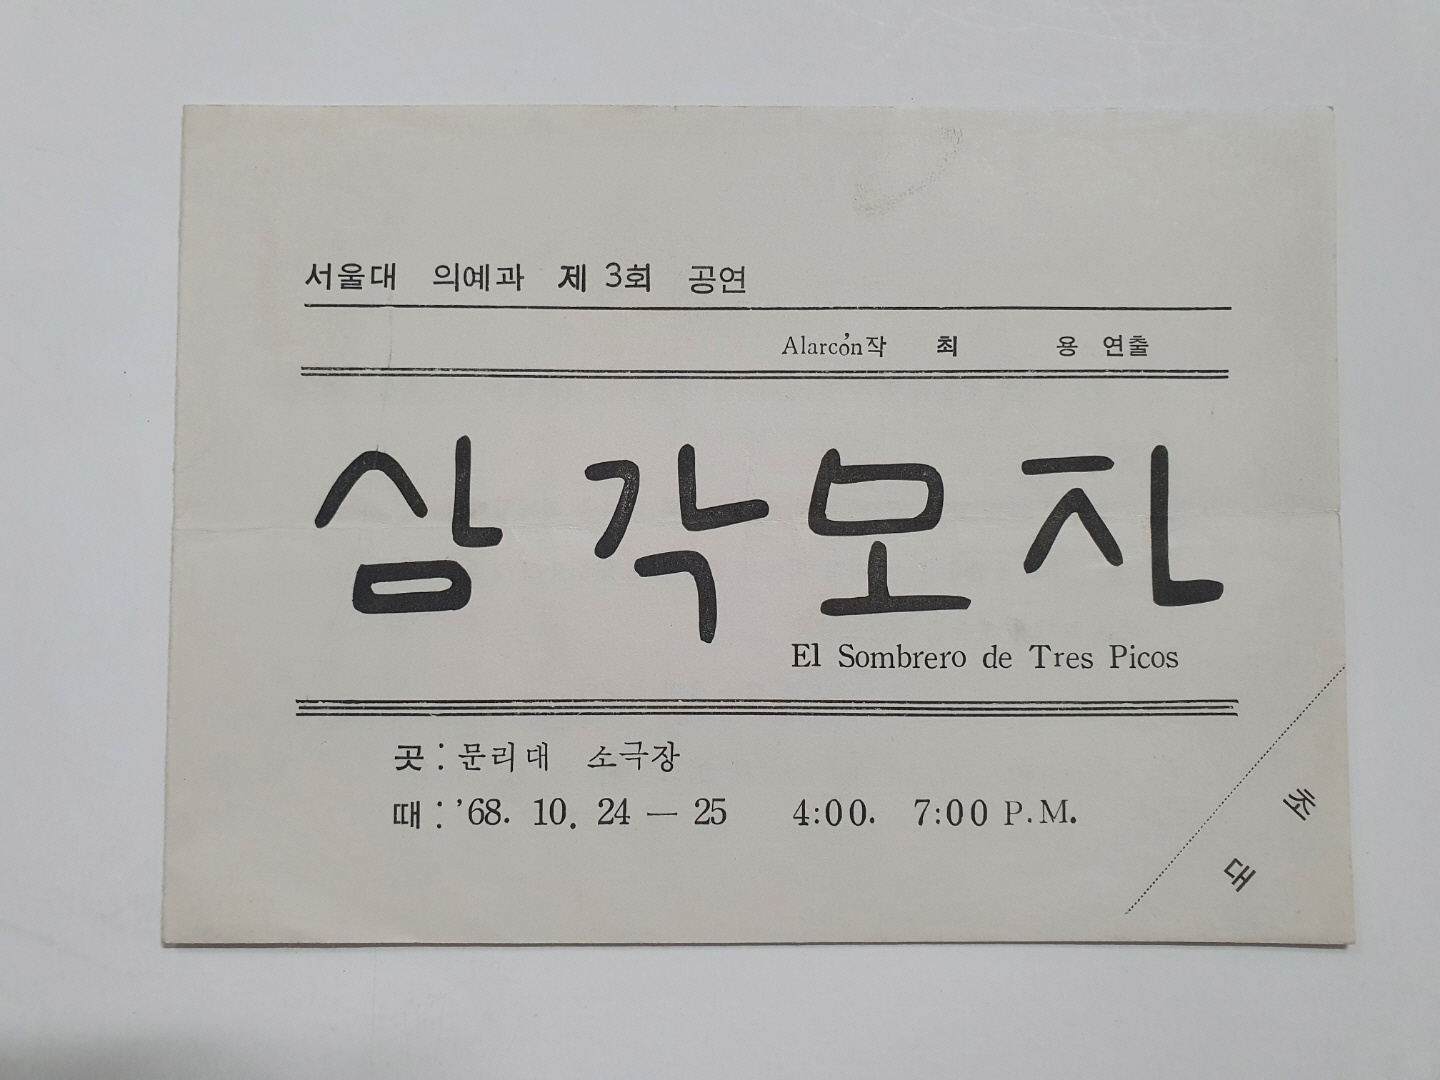 서울대 의예과 제 3회 공연
Alarcón작 최 용 연출
삼각모자
El Sombrero de Tres Picos
곳 : 문리대 소극장
때 : '68. 10. 24 — 25 4:00. 7:00 P.M.
초대